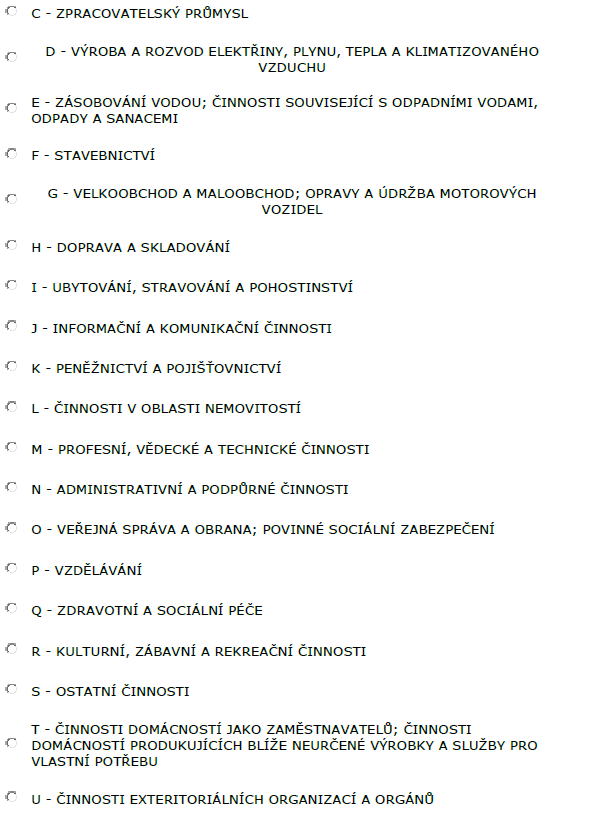 C - ZPRACOVATELSKÝ PRŮMYSL
D - VÝROBA A ROZVOD ELEKTŘINY, PLYNU, TEPLA A KLIMATIZOVANÉHO
VZDUCHU
E - ZÁSOBOVÁNÍ VODOU; ČINNOSTI SOUVISEJÍCÍ S ODPADNÍMI VODAMI,
ODPADY A SANACEMI
F - STAVEBNICTVÍ
G - VELKOOBCHOD A MALOOBCHOD; OPRAVY A ÚDRŽBA MOTOROVÝCH
VOZIDEL
H - DOPRAVA A SKLADOVÁNÍ
I - UBYTOVÁNÍ, STRAVOVÁNÍ A POHOSTINSTVÍ
J - INFORMAČNÍ A KOMUNIKAČNÍ ČINNOSTI
K - PENĚŽNICTVÍ A POJIŠŤOVNICTVÍ
L - ČINNOSTI V OBLASTI NEMOVITOSTÍ
M - PROFESNÍ, VĚDECKÉ A TECHNICKÉ ČINNOSTI
N - ADMINISTRATIVNÍ A PODPŮRNÉ ČINNOSTI
O - VEŘEJNÁ SPRÁVA A OBRANA; POVINNÉ SOCIÁLNÍ ZABEZPEČENÍ
P - VZDĚLÁVÁNÍ
Q - ZDRAVOTNÍ A SOCIÁLNÍ PÉČE
R - KULTURNÍ, ZÁBAVNÍ A REKREAČNÍ ČINNOSTI
S - OSTATNÍ ČINNOSTI
T - ČINNOSTI DOMÁCNOSTÍ JAKO ZAMĚSTNAVATELŮ; ČINNOSTI
DOMÁCNOSTÍ PRODUKUJÍCÍCH BLÍŽE NEURČENÉ VÝROBKY A SLUŽBY PRO
VLASTNÍ POTŘEBU
U - ČINNOSTI EXTERITORIÁLNÍCH ORGANIZACÍ A ORGÁNŮ